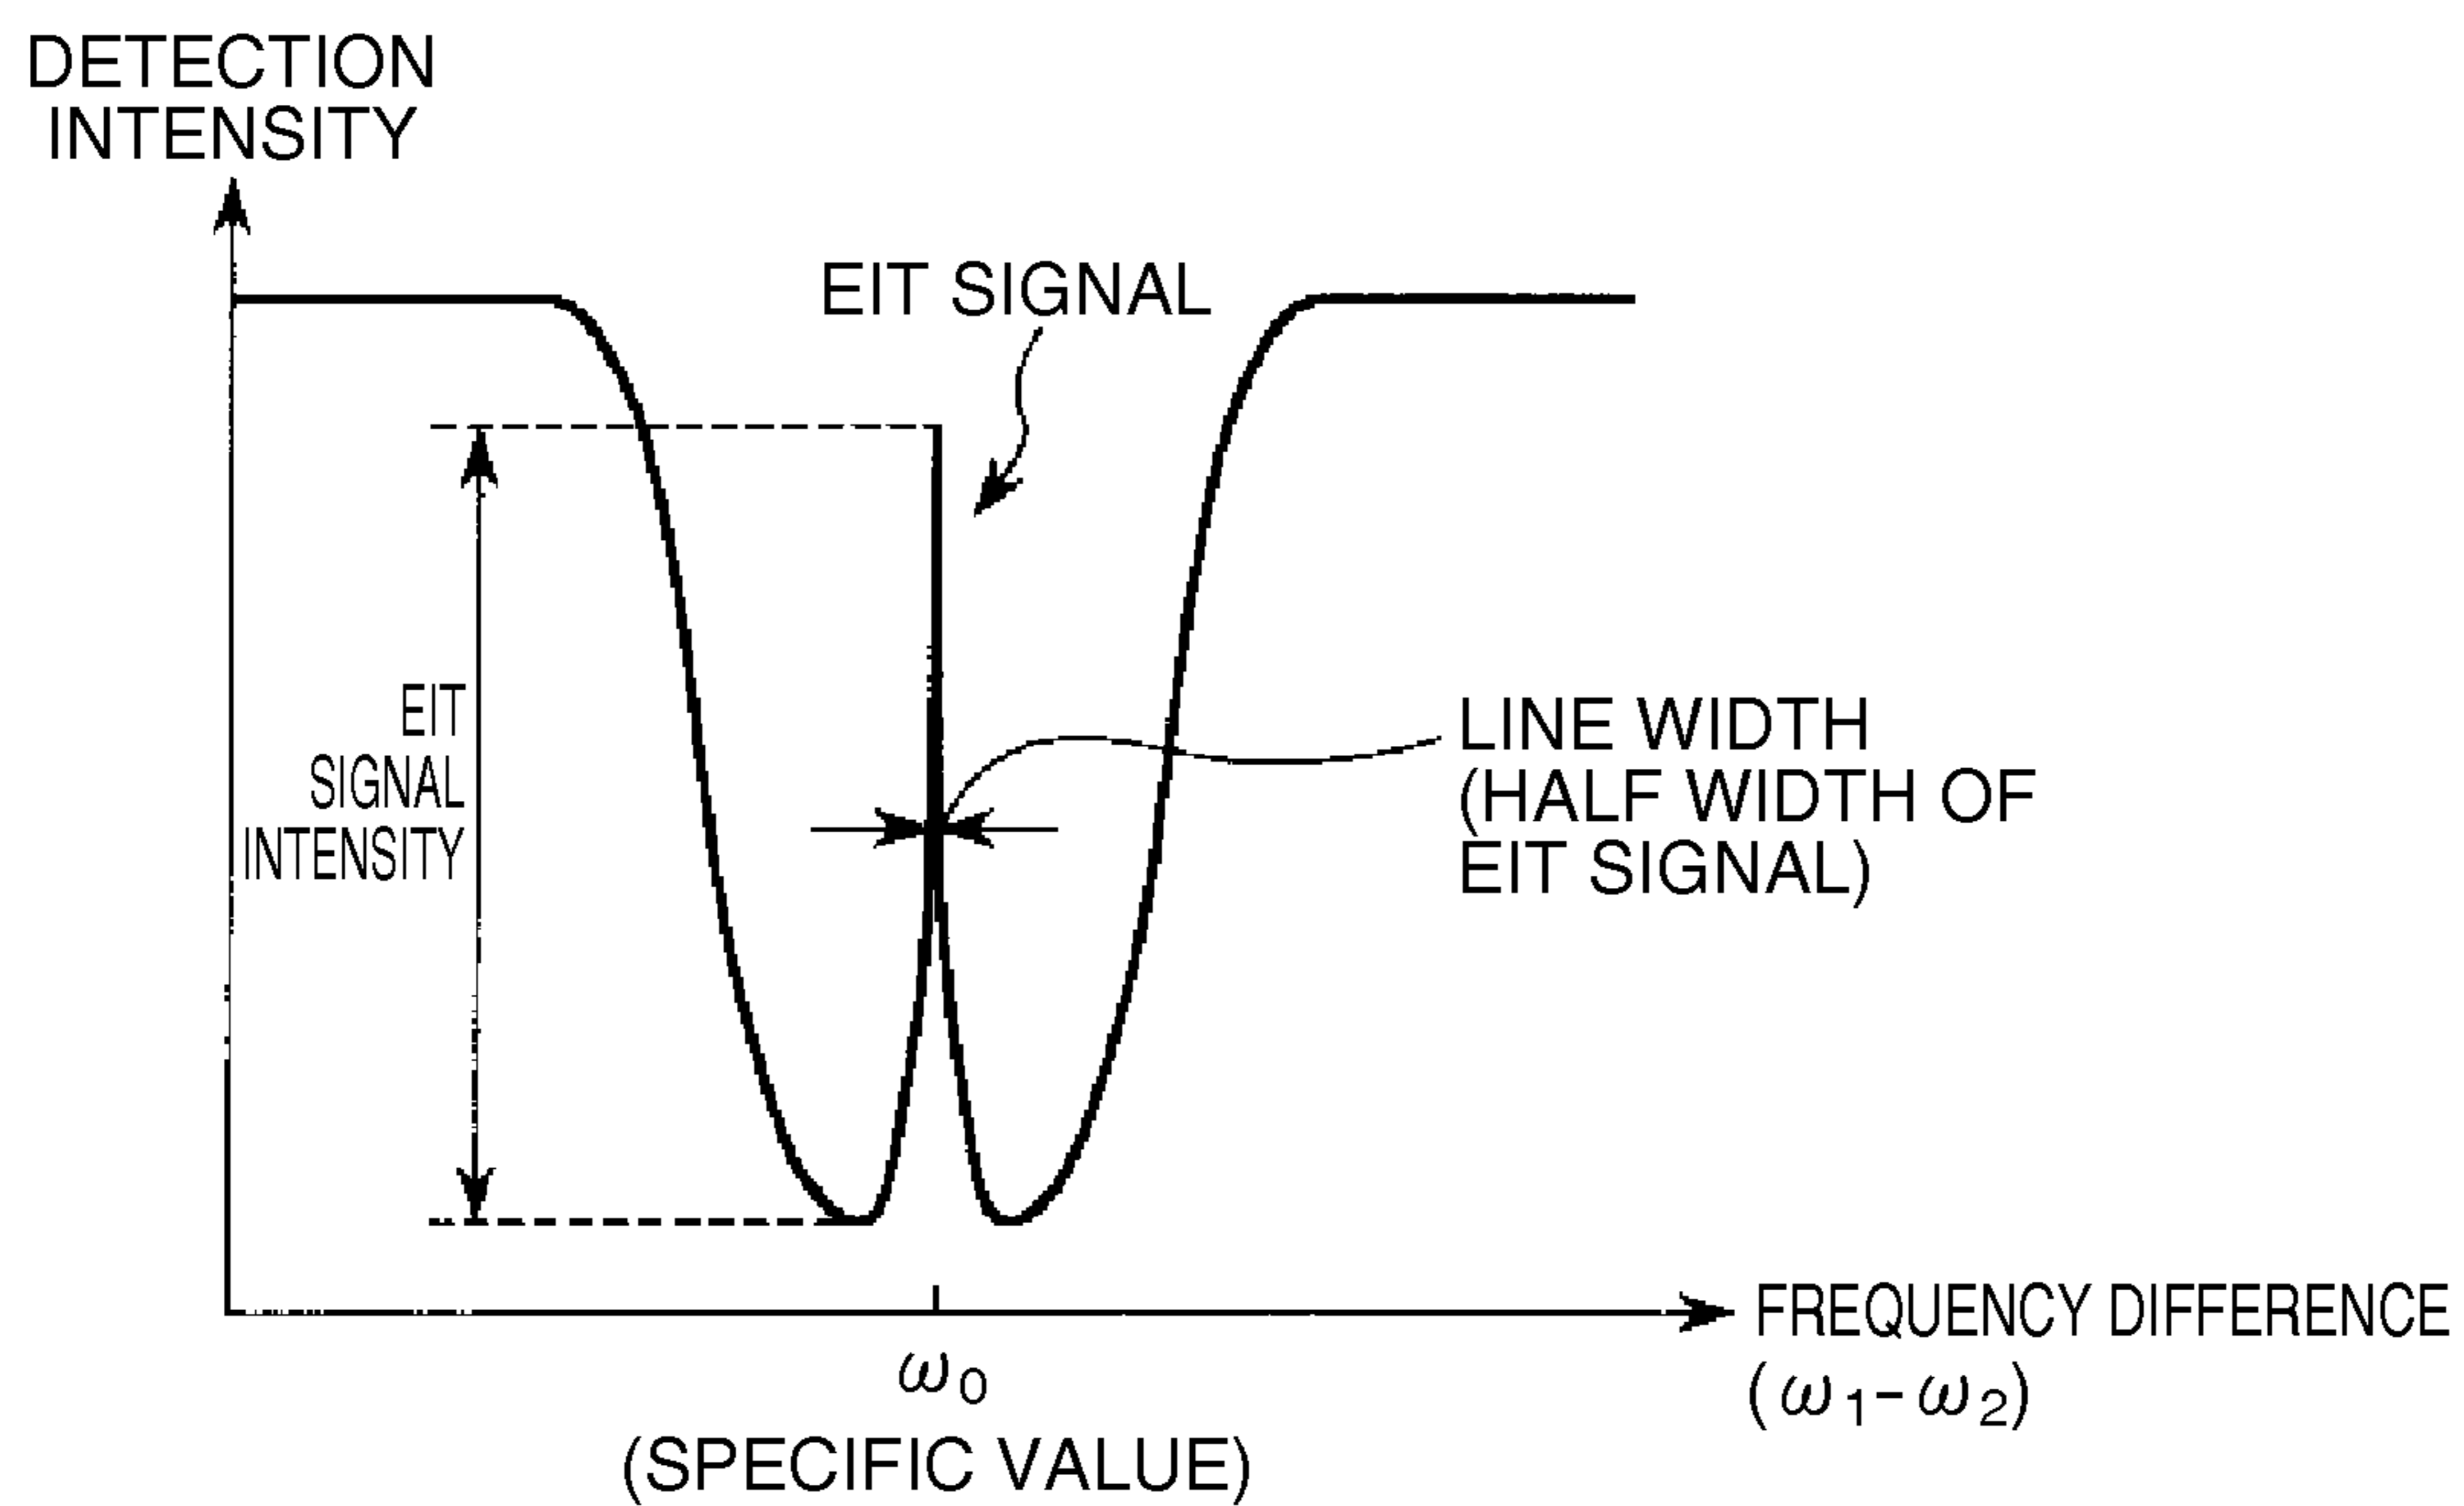 DETECTION
INTENSITY
EIT SIGNAL
EIT
SIGNAL
INTENSITY
LINE WIDTH
(HALF WIDTH OF
EIT SIGNAL)
FREQUENCY DIFFERENCE
(ω1-ω2)
ω0
(SPECIFIC VALUE)